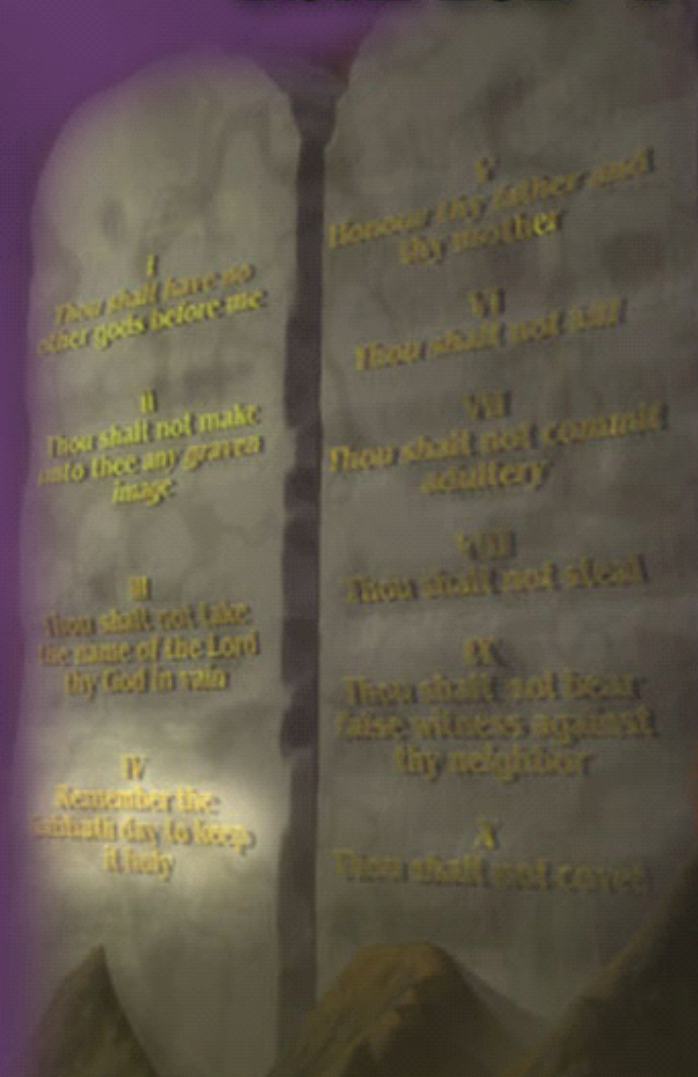 I
Thou shalt have no
other gods before me
II
Thou shalt not make
unto thee any graven
image
III
Thou shalt not take
the name of the Lord
thy God in vain
IV
Remember the
Sabbath day to keep
it holy
V
Honour thy father and
thy mother
VI
Thou shalt not kill
VII
Thou shalt not commit
adultery
VIII
Thou shalt not steal
IX
Thou shalt not bear
false witness against
thy neighbor
X
Thou shalt not covet